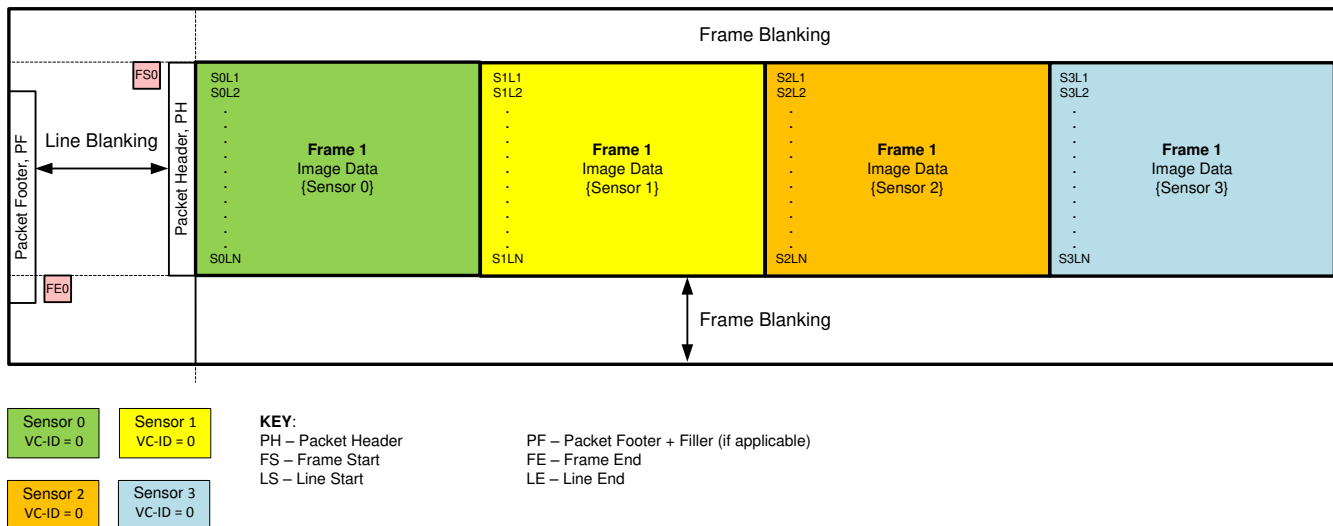 Frame Blanking
FS0
Packet Footer, PF
Line Blanking
Packet Header, PH
S0L1
S0L2
.
.
.
.
.
.
.
.
.
.
S0LN
Frame 1
Image Data
{Sensor 0}
S1L1
S1L2
.
.
.
.
.
.
.
.
.
.
S1LN
Frame 1
Image Data
{Sensor 1}
S2L1
S2L2
.
.
.
.
.
.
.
.
.
.
S2LN
Frame 1
Image Data
{Sensor 2}
S3L1
S3L2
.
.
.
.
.
.
.
.
.
.
S3LN
Frame 1
Image Data
{Sensor 3}
FE0
Frame Blanking
Sensor 0
VC-ID = 0
Sensor 1
VC-ID = 0
Sensor 2
VC-ID = 0
Sensor 3
VC-ID = 0
KEY:
PH – Packet Header
FS – Frame Start
LS – Line Start
PF – Packet Footer + Filler (if applicable)
FE – Frame End
LE – Line End